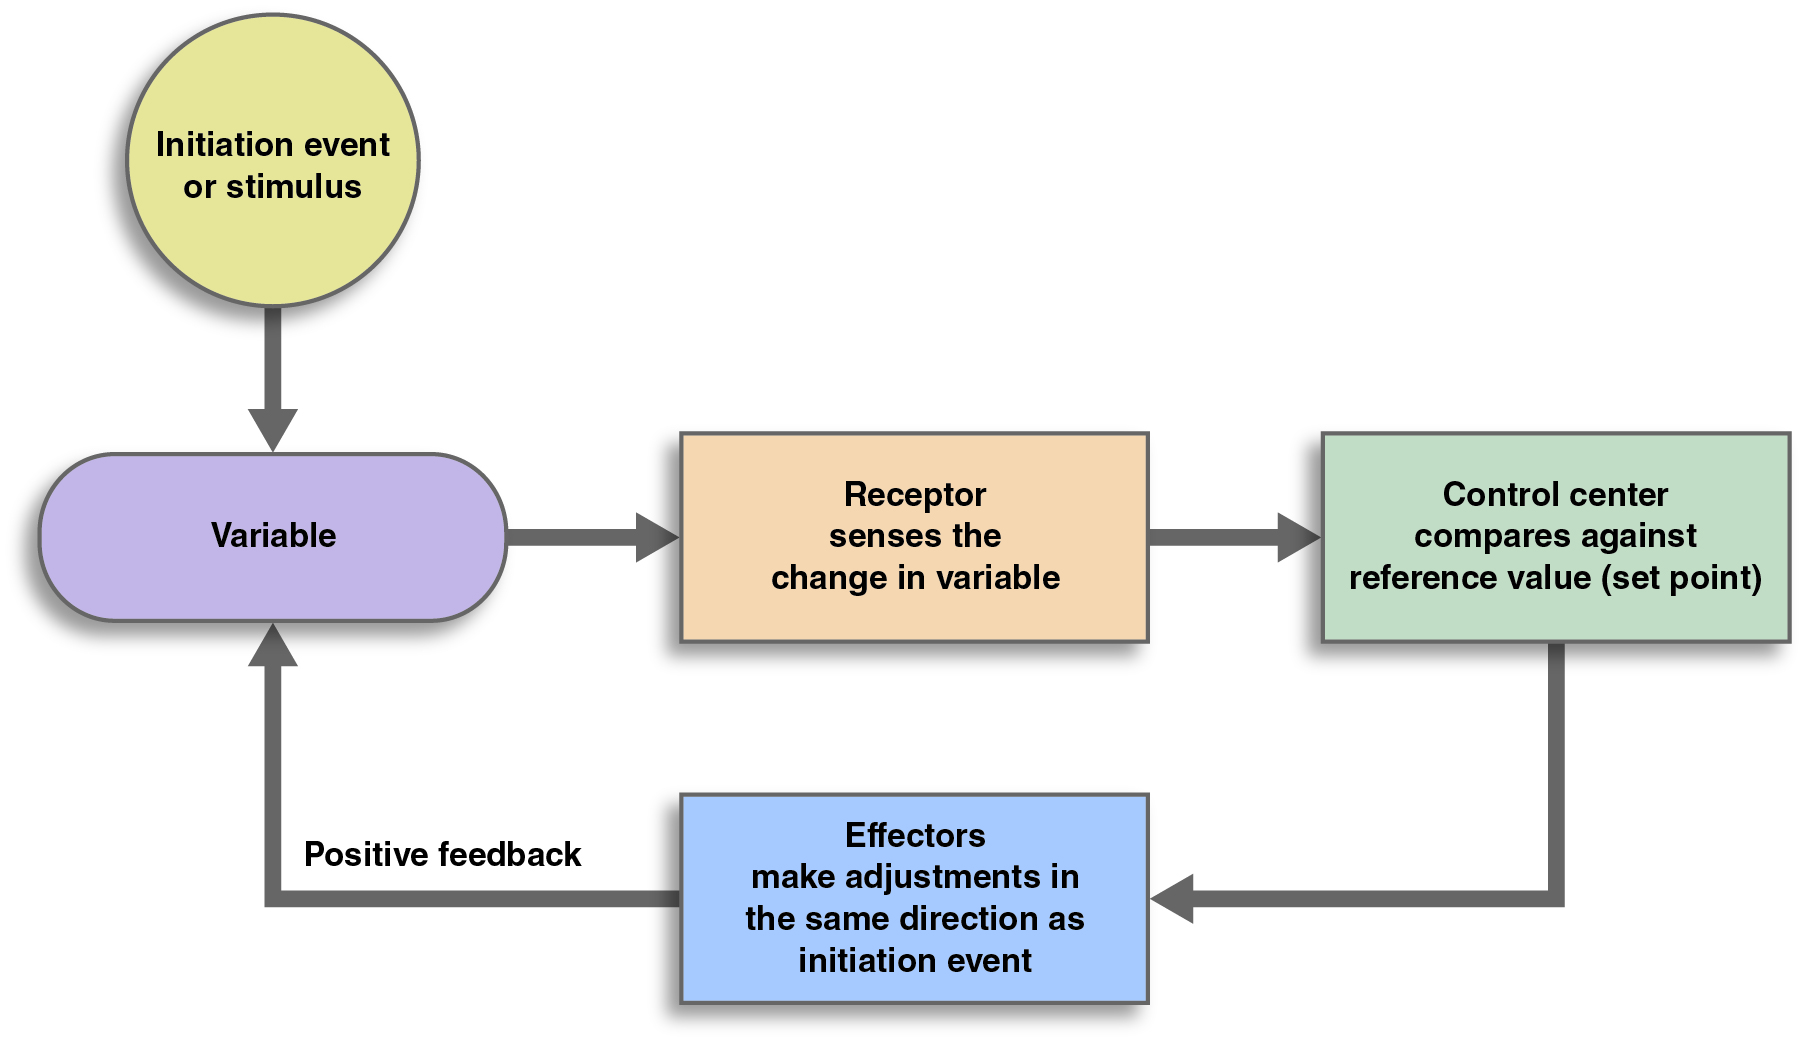 Initiation event
or stimulus
Variable
Receptor
senses the
change in variable
Control center
compares against
reference value (set point)
Effectors
make adjustments in
the same direction as
initiation event
Positive feedback